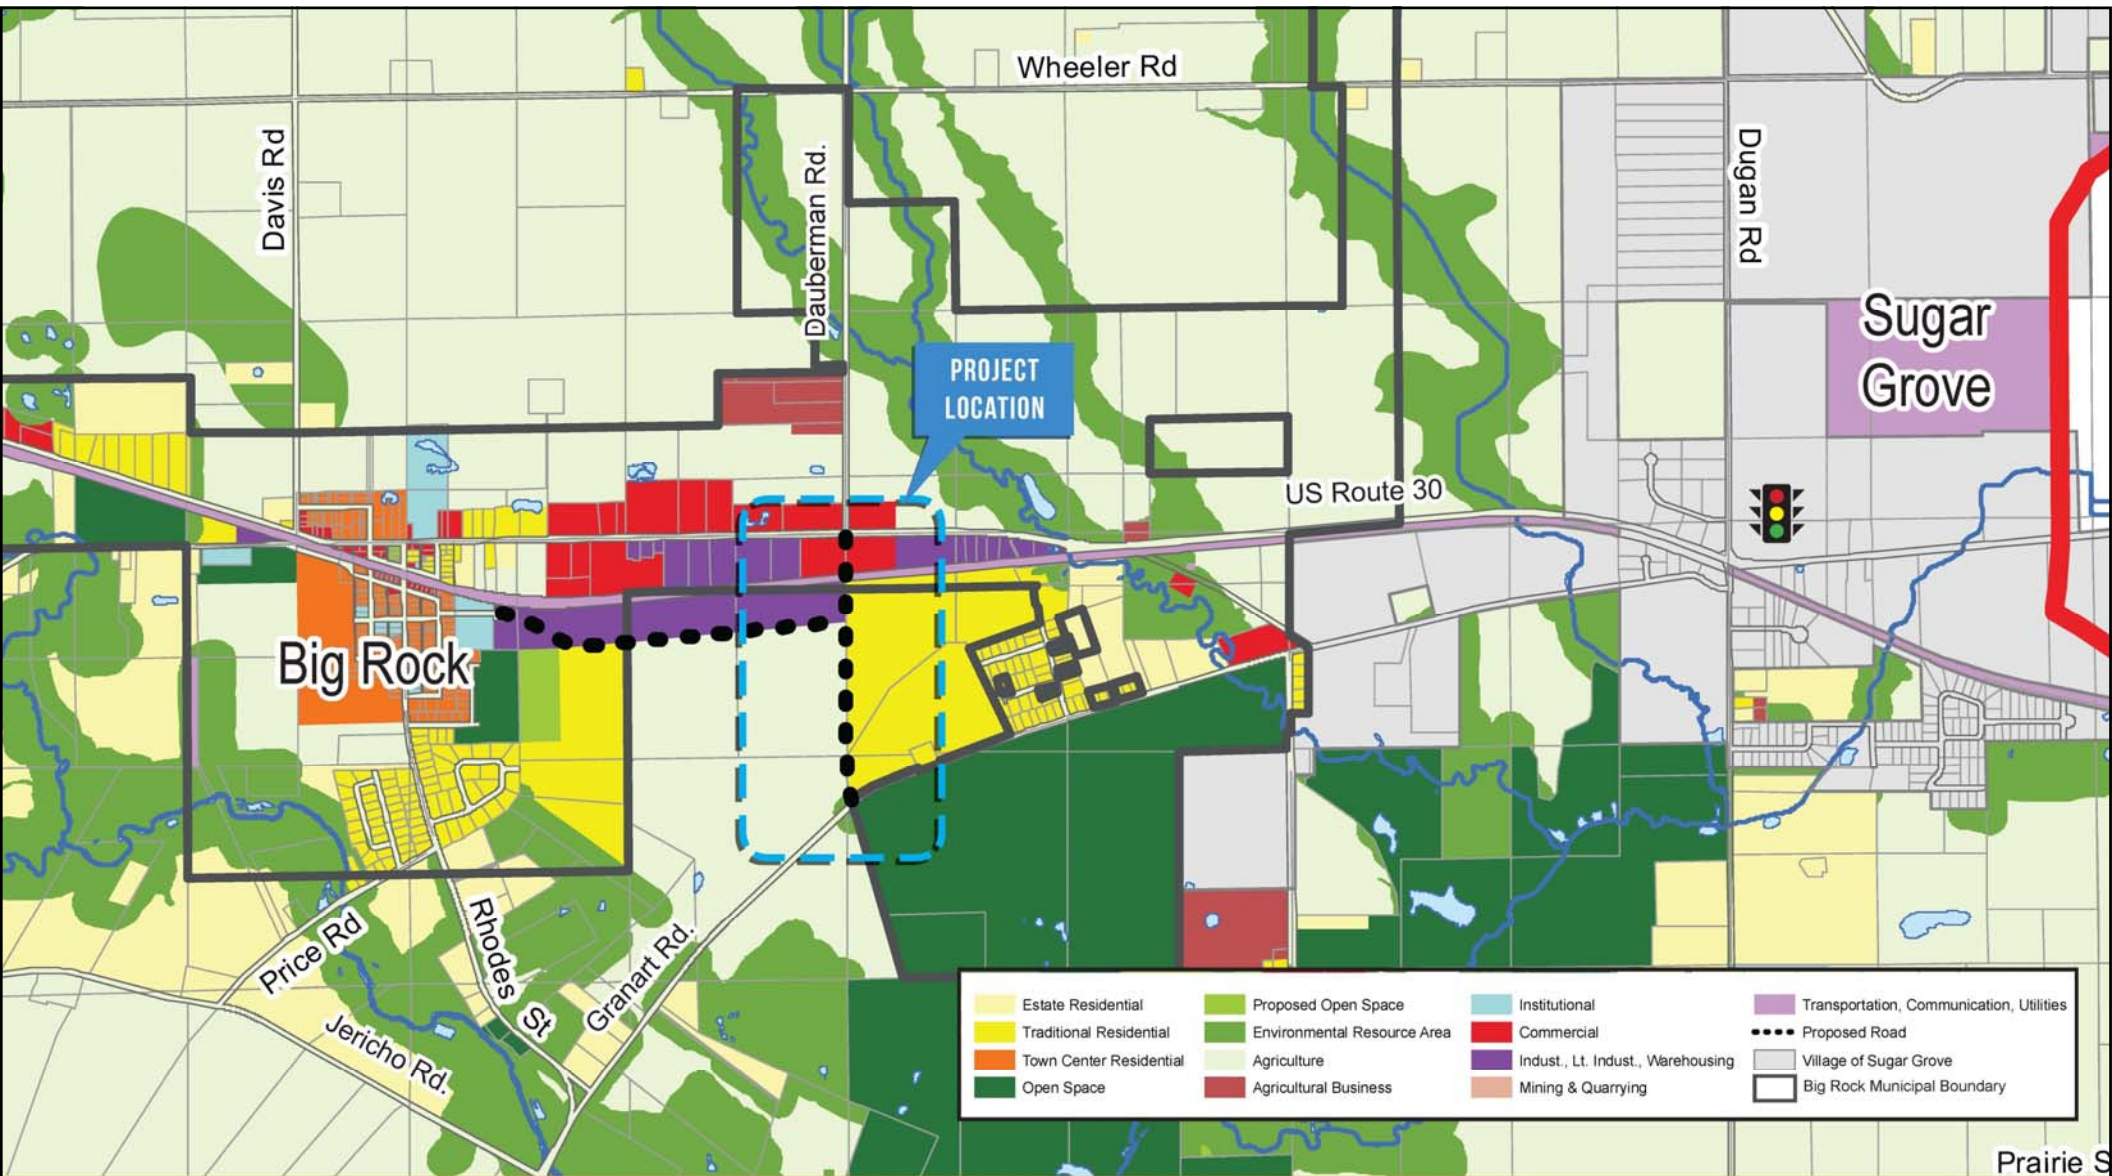 Wheeler Rd
Davis Rd
Dauberman Rd.
Dugan Rd
Sugar
Grove
PROJECT
LOCATION
US Route 30
Big Rock
Price Rd
Rhodes
St
Granart Rd.
Jericho Rd.
Estate Residential
Traditional Residential
Town Center Residential
Open Space
Proposed Open Space
Environmental Resource Area
Agriculture
Agricultural Business
Institutional
Commercial
Indust., Lt. Indust., Warehousing
Mining & Quarrying
Transportation, Communication, Utilities
Proposed Road
Village of Sugar Grove
Big Rock Municipal Boundary
Prairie S